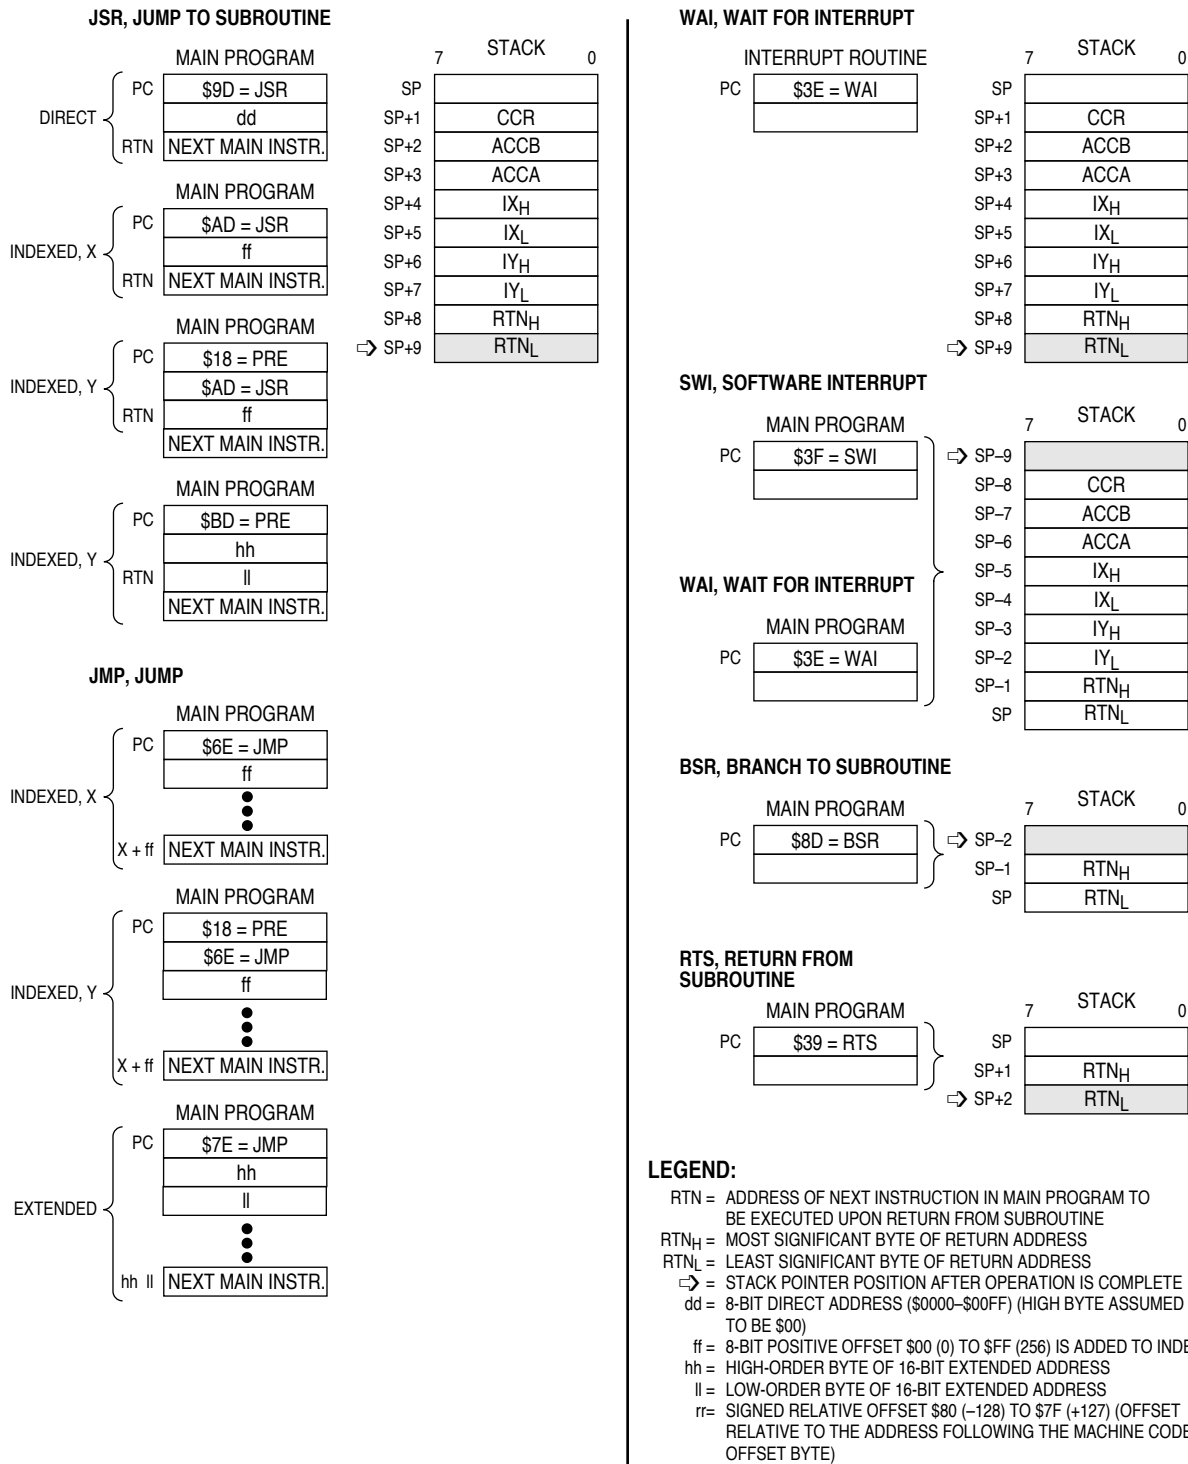 JSR, JUMP TO SUBROUTINE
MAIN PROGRAM
DIRECT
PC $9D = JSR
dd
RTN NEXT MAIN INSTR.
MAIN PROGRAM
INDEXED, X
PC $AD = JSR
ff
RTN NEXT MAIN INSTR.
MAIN PROGRAM
INDEXED, Y
PC $18 = PRE
$AD = JSR
RTN ff
NEXT MAIN INSTR.
MAIN PROGRAM
INDEXED, Y
PC $BD = PRE
hh
RTN ll
NEXT MAIN INSTR.
7 STACK 0
SP
SP+1 CCR
SP+2 ACCB
SP+3 ACCA
SP+4 IXH
SP+5 IXL
SP+6 IYH
SP+7 IYL
SP+8 RTNH
SP+9 RTNL
JMP, JUMP
MAIN PROGRAM
INDEXED, X
PC $6E = JMP
ff
X + ff NEXT MAIN INSTR.
MAIN PROGRAM
INDEXED, Y
PC $18 = PRE
$6E = JMP
ff
X + ff NEXT MAIN INSTR.
MAIN PROGRAM
EXTENDED
PC $7E = JMP
hh
ll
hh ll NEXT MAIN INSTR.
WAI, WAIT FOR INTERRUPT
INTERRUPT ROUTINE
PC $3E = WAI
7 STACK 0
SP
SP+1 CCR
SP+2 ACCB
SP+3 ACCA
SP+4 IXH
SP+5 IXL
SP+6 IYH
SP+7 IYL
SP+8 RTNH
SP+9 RTNL
SWI, SOFTWARE INTERRUPT
MAIN PROGRAM
PC $3F = SWI
WAI, WAIT FOR INTERRUPT
MAIN PROGRAM
PC $3E = WAI
7 STACK 0
SP–9
SP–8 CCR
SP–7 ACCB
SP–6 ACCA
SP–5 IXH
SP–4 IXL
SP–3 IYH
SP–2 IYL
SP–1 RTNH
SP RTNL
BSR, BRANCH TO SUBROUTINE
MAIN PROGRAM
PC $8D = BSR
7 STACK 0
SP–2
SP–1 RTNH
SP RTNL
RTS, RETURN FROM
SUBROUTINE
MAIN PROGRAM
PC $39 = RTS
7 STACK 0
SP
SP+1 RTNH
SP+2 RTNL
LEGEND:
RTN = ADDRESS OF NEXT INSTRUCTION IN MAIN PROGRAM TO
BE EXECUTED UPON RETURN FROM SUBROUTINE
RTNH = MOST SIGNIFICANT BYTE OF RETURN ADDRESS
RTNL = LEAST SIGNIFICANT BYTE OF RETURN ADDRESS
⇨ = STACK POINTER POSITION AFTER OPERATION IS COMPLETE
dd = 8-BIT DIRECT ADDRESS ($0000–$00FF) (HIGH BYTE ASSUMED
TO BE $00)
ff = 8-BIT POSITIVE OFFSET $00 (0) TO $FF (256) IS ADDED TO
hh = HIGH-ORDER BYTE OF 16-BIT EXTENDED ADDRESS
ll = LOW-ORDER BYTE OF 16-BIT EXTENDED ADDRESS
rr= SIGNED RELATIVE OFFSET $80 (–128) TO $7F (+127) (OFFSET
RELATIVE TO THE ADDRESS FOLLOWING THE MACHINE CODE
OFFSET BYTE)